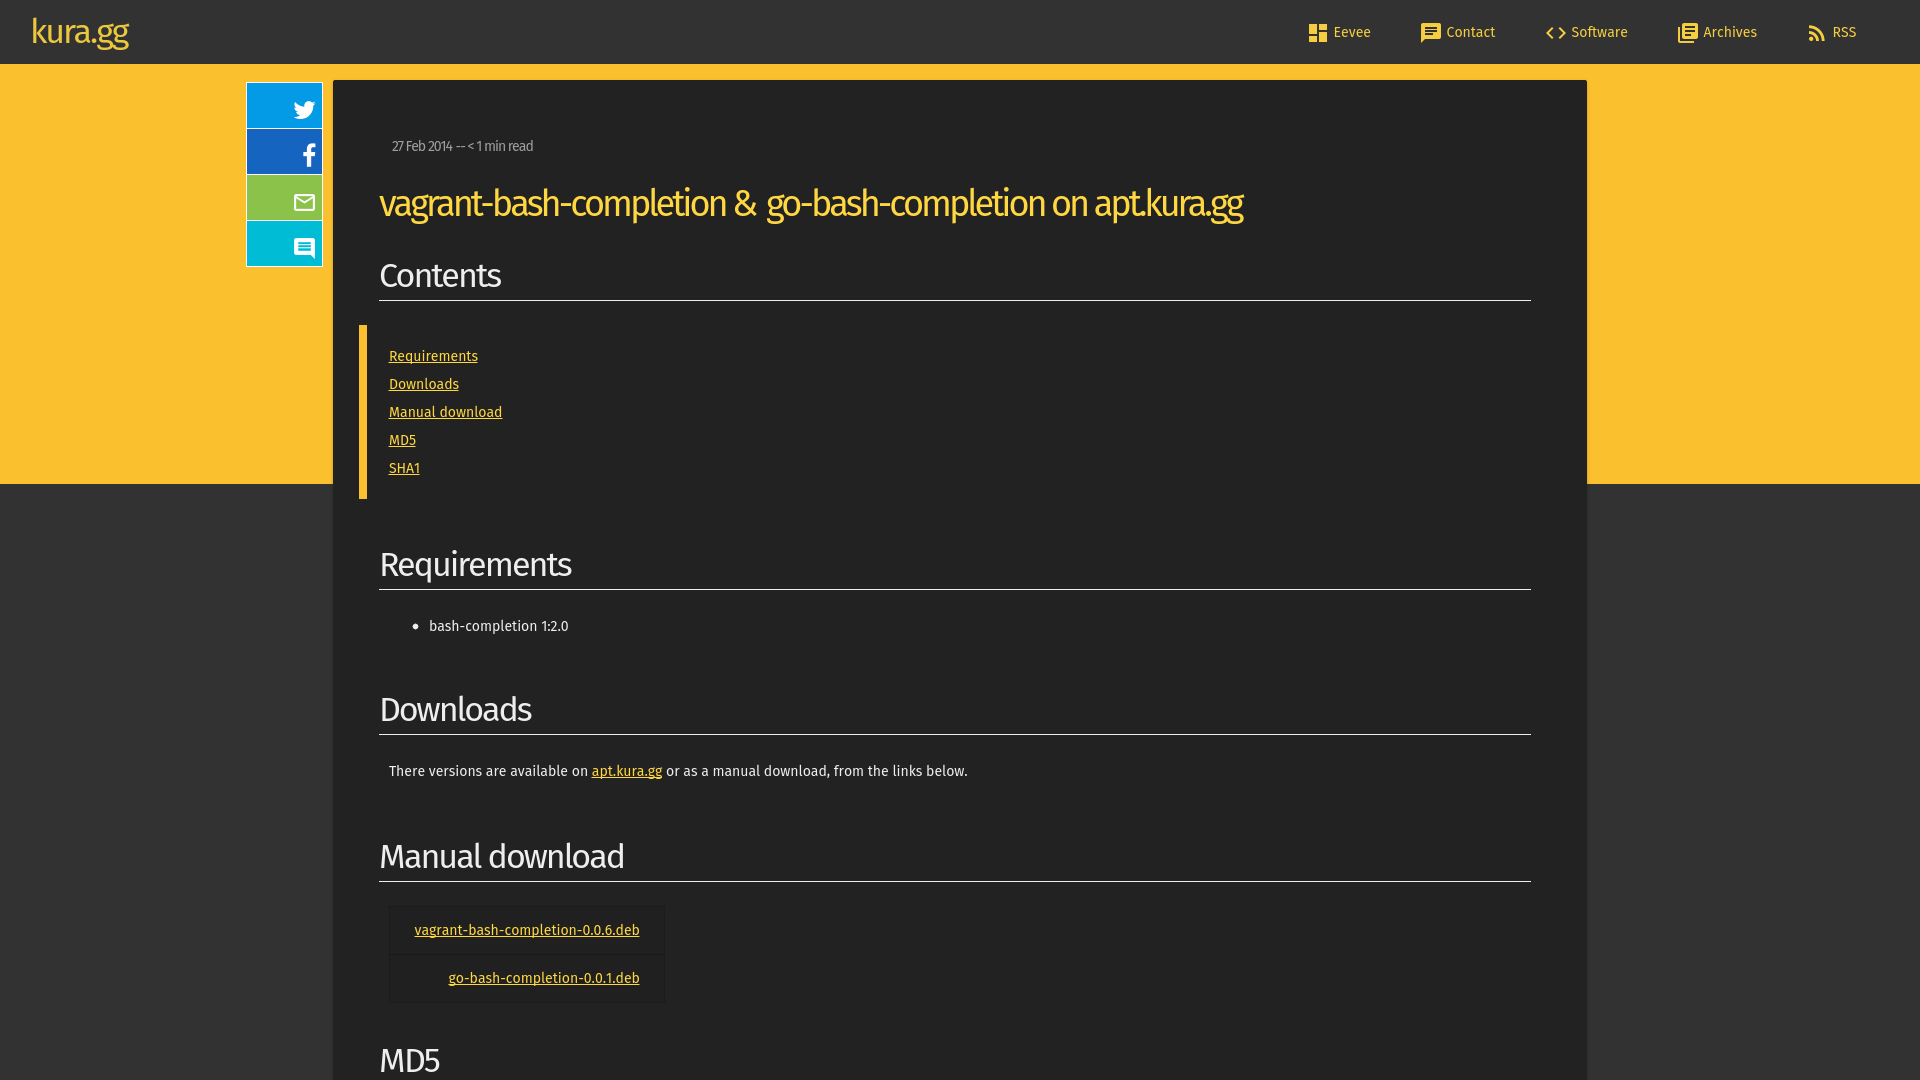 kura.gg
Eevee
Contact
Software
Archives
RSS
27 Feb 2014 -- < 1 min read
vagrant-bash-completion & go-bash-completion on apt.kura.gg
Contents
Requirements
Downloads
Manual download
MD5
SHA1
Requirements
bash-completion 1:2.0
Downloads
There versions are available on apt.kura.gg or as a manual download, from the links below.
Manual download
vagrant-bash-completion-0.0.6.deb
go-bash-completion-0.0.1.deb
MD5